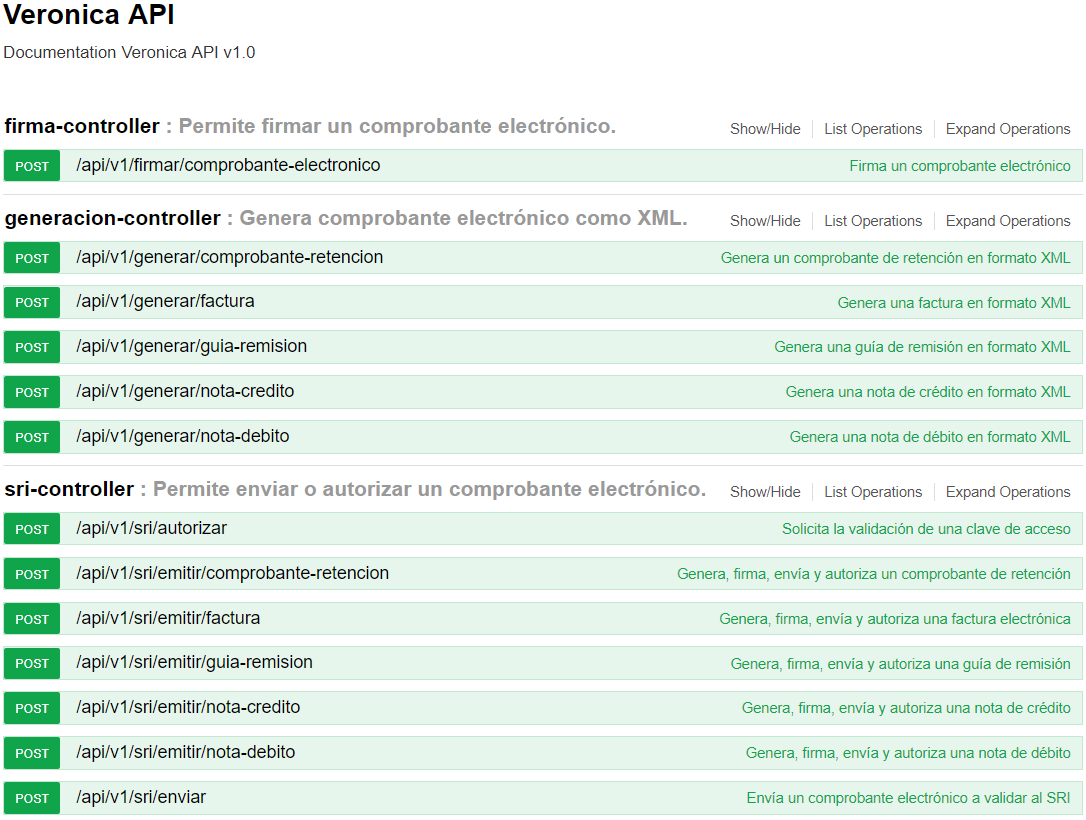 Veronica API
Documentation Veronica API v1.0
firma-controller : Permite firmar un comprobante electrónico. Show/Hide List Operations Expand Operations
POST /api/v1/firmar/comprobante-electronico Firma un comprobante electrónico
generacion-controller : Genera comprobante electrónico como XML. Show/Hide List Operations Expand Operations
POST /api/v1/generar/comprobante-retencion Genera un comprobante de retención en formato XML
POST /api/v1/generar/factura Genera una factura en formato XML
POST /api/v1/generar/guia-remision Genera una guía de remisión en formato XML
POST /api/v1/generar/nota-credito Genera una nota de crédito en formato XML
POST /api/v1/generar/nota-debito Genera una nota de débito en formato XML
sri-controller : Permite enviar o autorizar un comprobante electrónico. Show/Hide List Operations Expand Operations
POST /api/v1/sri/autorizar Solicita la validación de una clave de acceso
POST /api/v1/sri/emitir/comprobante-retencion Genera, firma, envía y autoriza un comprobante de retención
POST /api/v1/sri/emitir/factura Genera, firma, envía y autoriza una factura electrónica
POST /api/v1/sri/emitir/guia-remision Genera, firma, envía y autoriza una guía de remisión
POST /api/v1/sri/emitir/nota-credito Genera, firma, envía y autoriza una nota de crédito
POST /api/v1/sri/emitir/nota-debito Genera, firma, envía y autoriza una nota de débito
POST /api/v1/sri/enviar Envía un comprobante electrónico a validar al SRI